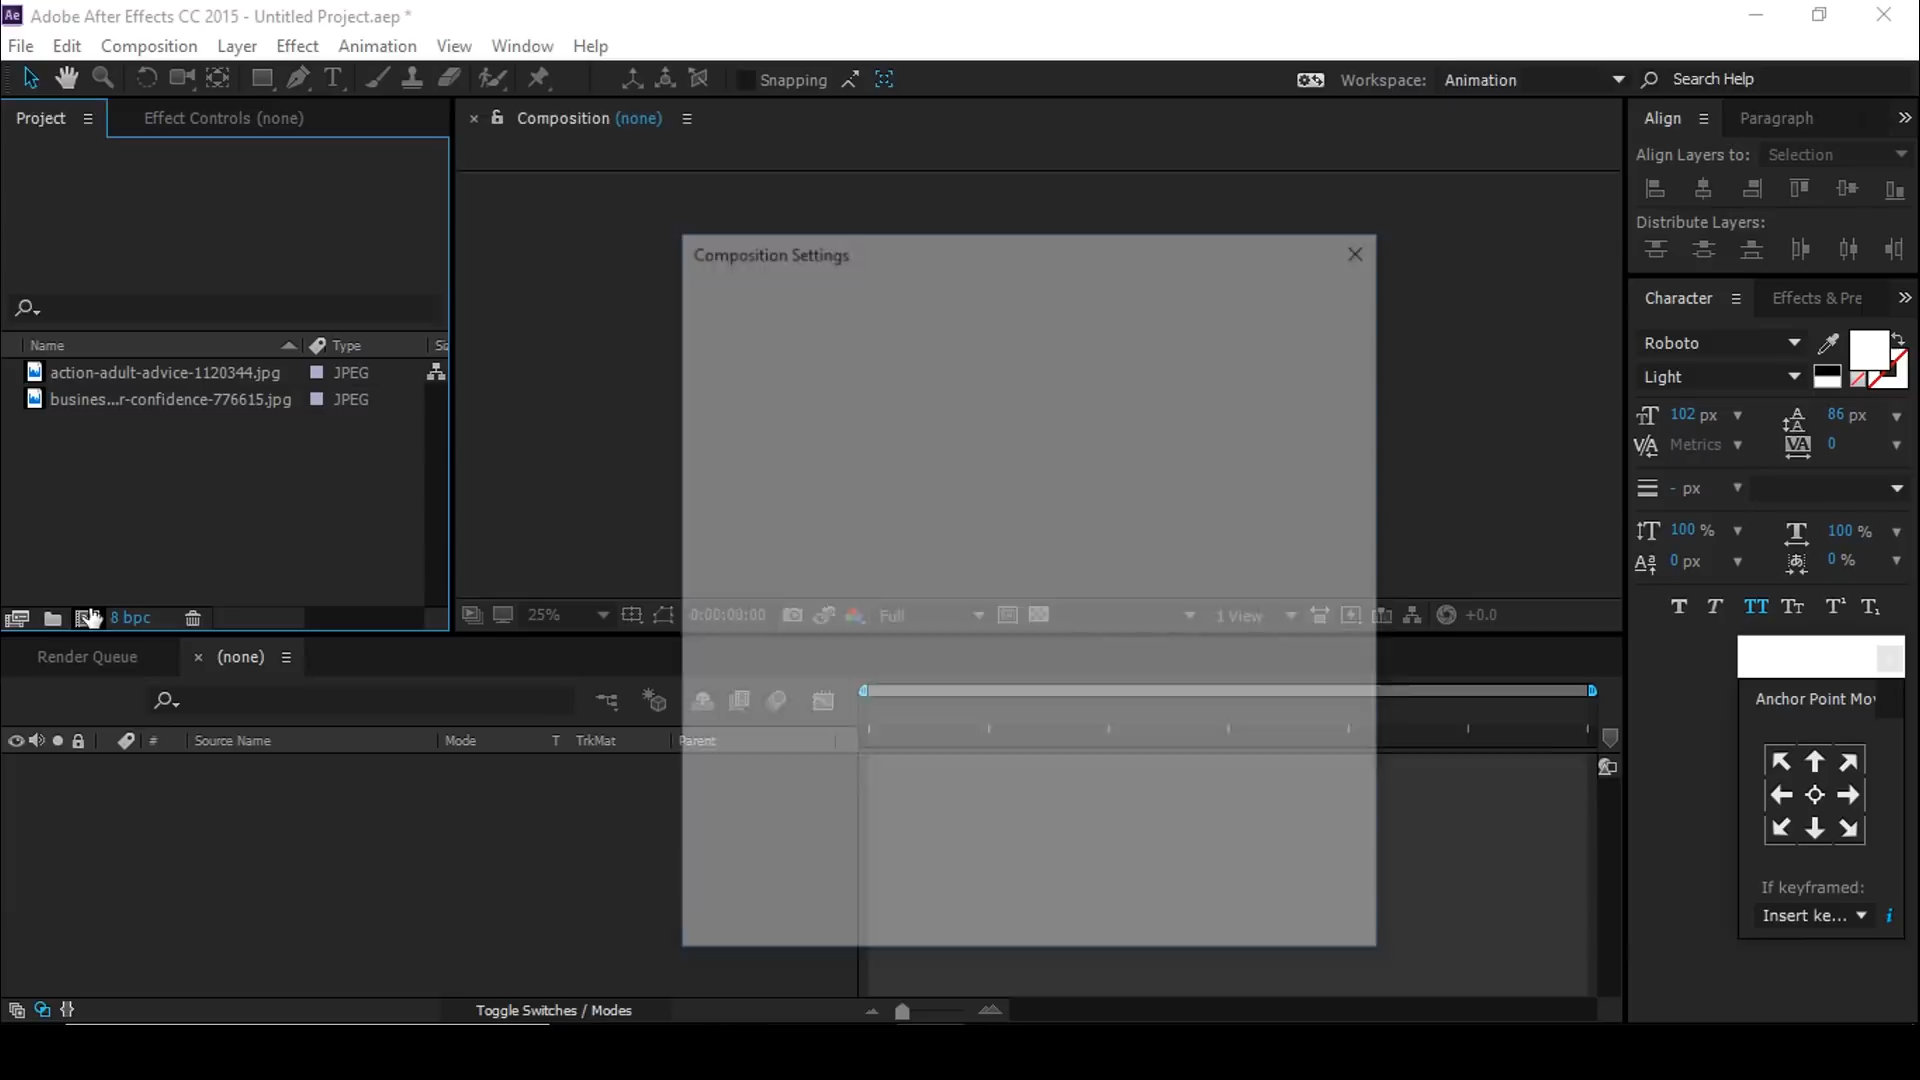 Ae Adobe After Effects CC 2015 - Untitled Project.aep *
File Edit Composition Layer Effect Animation View Window Help
Snapping Workspace: Animation Search Help
Project Effect Controls (none) Composition (none) Align Paragraph
Align Layers to: Selection
Distribute Layers:
Composition Settings
Character Effects & Pre
Name Type Siz
Roboto
action-adult-advice-1120344.jpg JPEG
Light
busines...r-confidence-776615.jpg JPEG
102 px 86 px
Metrics 0
- px
100 % 100 %
0 px 0 %
8 bpc 25% 0:00:00:00 Full 1 View +0.0
Render Queue (none)
Anchor Point Mov
# Source Name Mode T TrkMat Parent
If keyframed:
Insert ke...
Toggle Switches / Modes